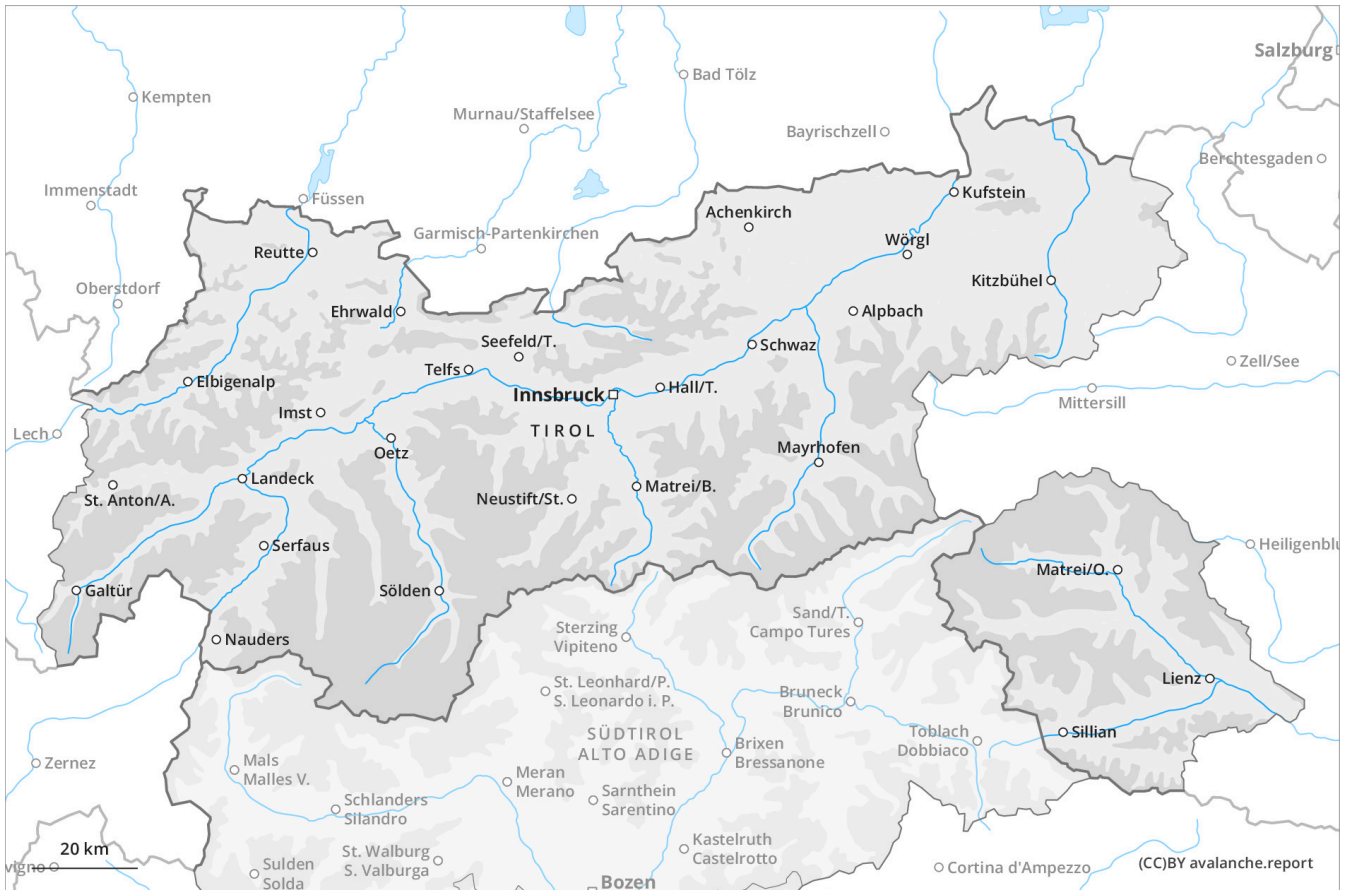 Salzburg
Bad Tölz
Kempten
Murnau/Staffelsee
Bayrischzell
Berchtesgaden
Immenstadt
Füssen
Kufstein
Achenkirch
Garmisch-Partenkirchen
Wörgl
Reutte
Kitzbühel
Oberstdorf
Ehrwald
Alpbach
Seefeld/T.
Schwaz
Zell/See
Telfs
Elbigenalp
Hall/T.
Innsbruck
Mittersill
Imst
TIROL
Lech
Oetz
Mayrhofen
Landeck
St. Anton/A.
Neustift/St.
Matrei/B.
Serfaus
Heiligenblu
Matrei/O.
Galtür
Sölden
Sand/T.
Campo Tures
Nauders
Sterzing
Vipiteno
Lienz
St. Leonhard/P.
S. Leonardo i. P.
Bruneck
Brunico
SÜDTIROL
ALTO ADIGE
Toblach
Dobbiaco
Sillian
Brixen
Bressanone
Zernez
Mals
Malles V.
Meran
Merano
Sarnthein
Sarentino
Schlanders
Silandro
Kastelruth
Castelrotto
20 km
St. Walburg
S. Valburga
vigno
Sulden
Solda
Cortina d'Ampezzo
(CC)BY avalanche.report
Bozen